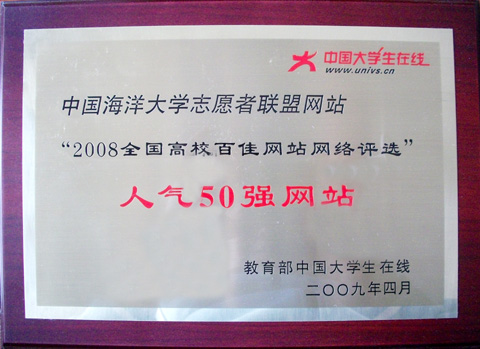 中国大学生在线
www.univs.cn
中国海洋大学志愿者联盟网站
“2008全国高校百佳网站网络评选”
人气50强网站
教育部中国大学生在线
二〇〇九年四月